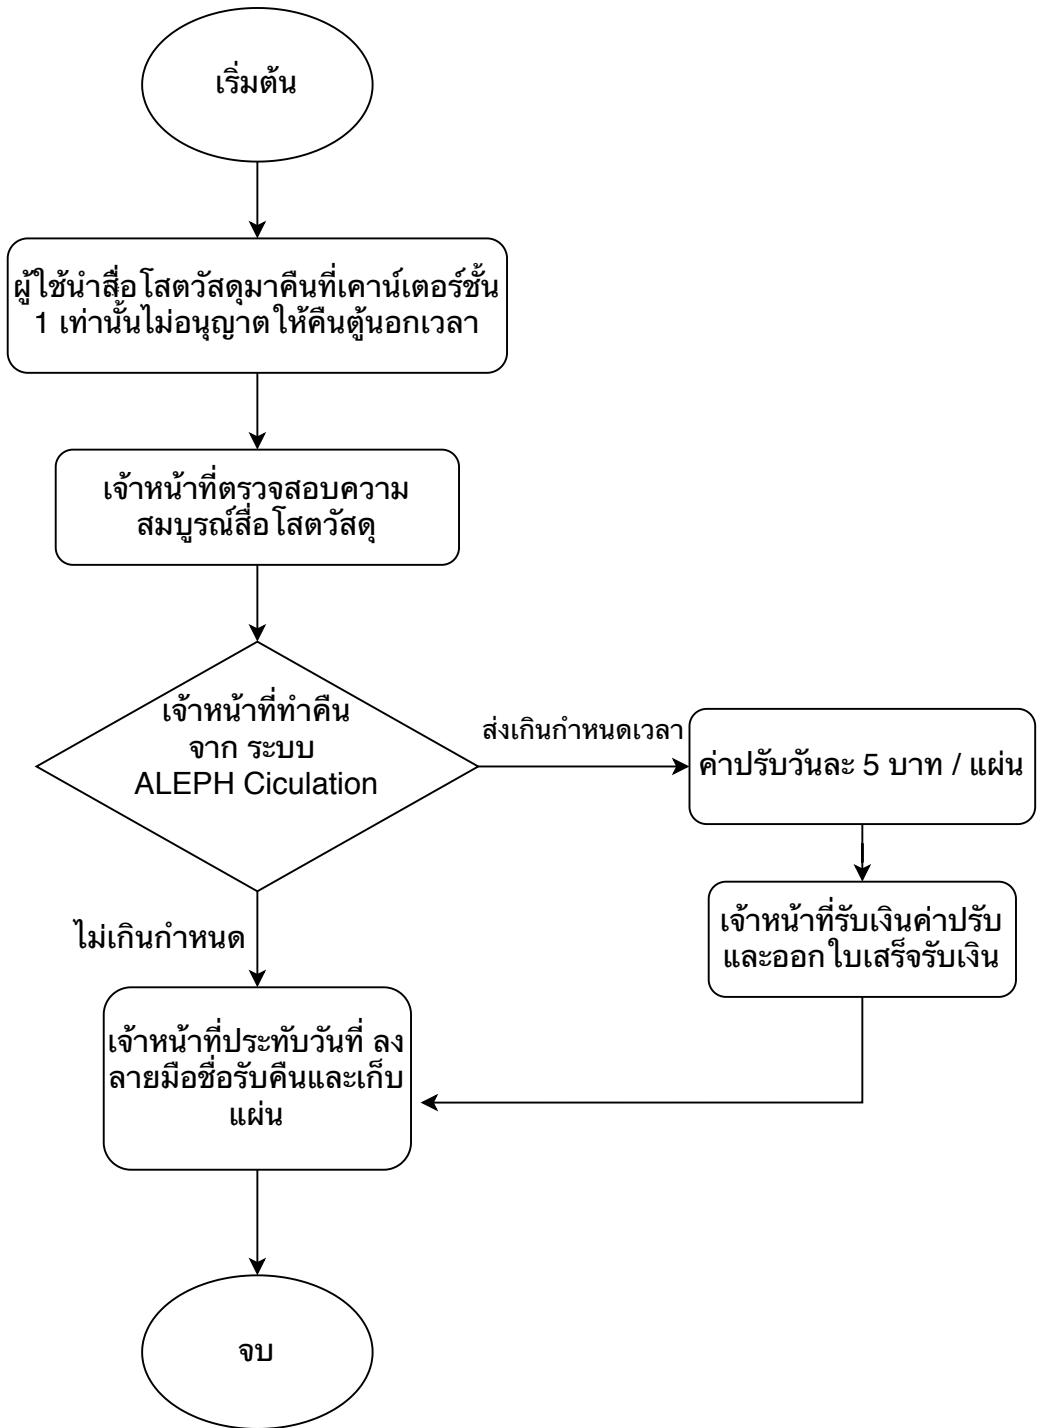 เริ่มต้น
ผู้ใช้นำสื่อโสตวัสดุมาคืนที่เคาน์เตอร์ชั้น
1 เท่านั้นไม่อนุญาตให้คืนตู้นอกเวลา
เจ้าหน้าที่ตรวจสอบความ
สมบูรณ์สื่อโสตวัสดุ
เจ้าหน้าที่ทำคืน
จาก ระบบ
ALEPH Ciculation
ส่งเกินกำหนดเวลา
ค่าปรับวันละ 5 บาท / แผ่น
เจ้าหน้าที่รับเงินค่าปรับ
และออกใบเสร็จรับเงิน
ไม่เกินกำหนด
เจ้าหน้าที่ประทับวันที่ ลง
ลายมือชื่อรับคืนและเก็บ
แผ่น
จบ